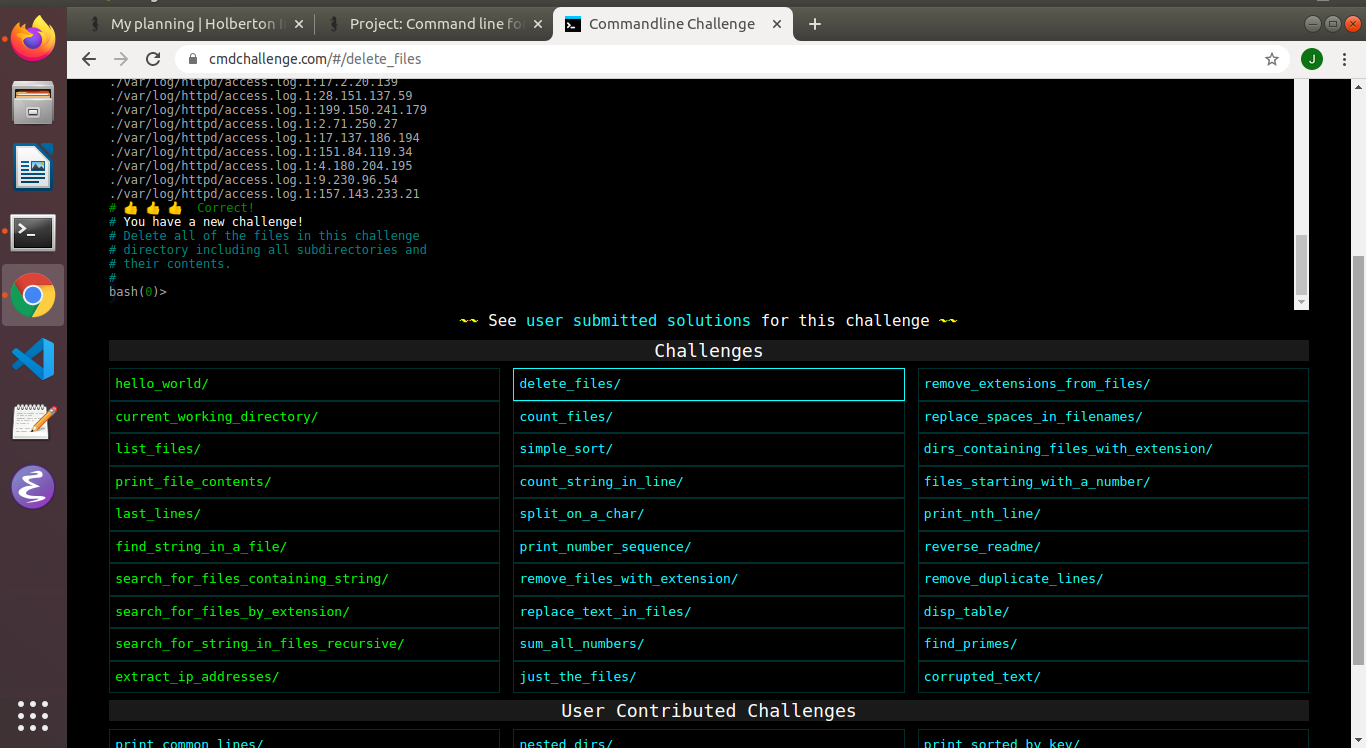 My planning | Holberton I
Project: Command line fo
Commandline Challenge
cmdchallenge.com/#/delete_files
J
./var/log/httpd/access.log.1:17.2.20.139
./var/log/httpd/access.log.1:28.151.137.59
./var/log/httpd/access.log.1:199.150.241.179
./var/log/httpd/access.log.1:2.71.250.27
./var/log/httpd/access.log.1:17.137.186.194
./var/log/httpd/access.log.1:151.84.119.34
./var/log/httpd/access.log.1:4.180.204.195
./var/log/httpd/access.log.1:9.230.96.54
./var/log/httpd/access.log.1:157.143.233.21
# 👍 👍 👍 Correct!
# You have a new challenge!
# Delete all of the files in this challenge
# directory including all subdirectories and
# their contents.
#
bash(0)>
~~ See user submitted solutions for this challenge ~~
Challenges
hello_world/
current_working_directory/
list_files/
print_file_contents/
last_lines/
find_string_in_a_file/
search_for_files_containing_string/
search_for_files_by_extension/
search_for_string_in_files_recursive/
extract_ip_addresses/
delete_files/
count_files/
simple_sort/
count_string_in_line/
split_on_a_char/
print_number_sequence/
remove_files_with_extension/
replace_text_in_files/
sum_all_numbers/
just_the_files/
remove_extensions_from_files/
replace_spaces_in_filenames/
dirs_containing_files_with_extension/
files_starting_with_a_number/
print_nth_line/
reverse_readme/
remove_duplicate_lines/
disp_table/
find_primes/
corrupted_text/
User Contributed Challenges
print_common_lines/
nested_dirs/
print_sorted_by_key/